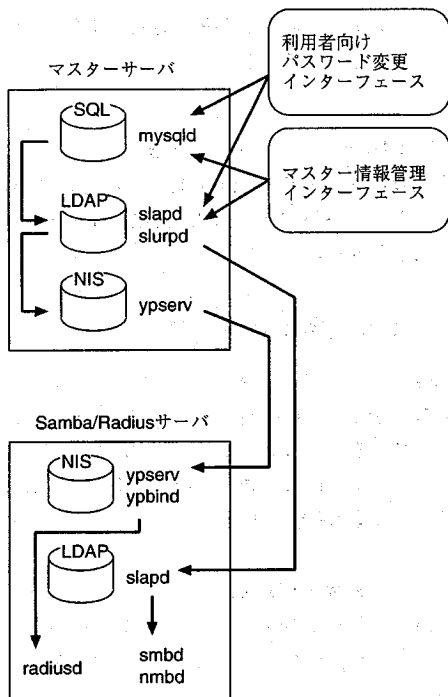 利用者向け
パスワード変更
インターフェース
マスターサーバ
SQL
mysqld
マスター情報管理
インターフェース
LDAP
slapd
slurpd
NIS
ypserv
Samba/Radiusサーバ
NIS
ypserv
ypbind
LDAP
slapd
radiusd
smbd
nmbd